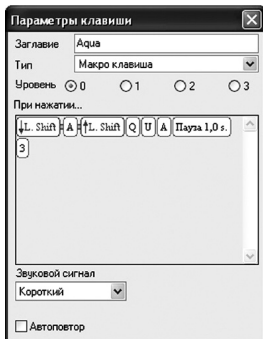 Параметры клавиши
Заглавие Aqua
Тип Макро клавиша
Уровень 0 1 2 3
При нажатии...
↓L. Shift A ↑L. Shift Q U A Пауза 1,0 s.
3
Звуковой сигнал
Короткий
Автоповтор